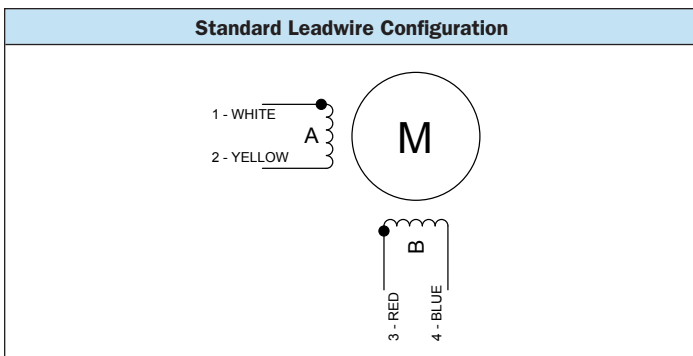 Standard Leadwire Configuration
1 - WHITE
A
2 - YELLOW
M
B
3 - RED
4 - BLUE